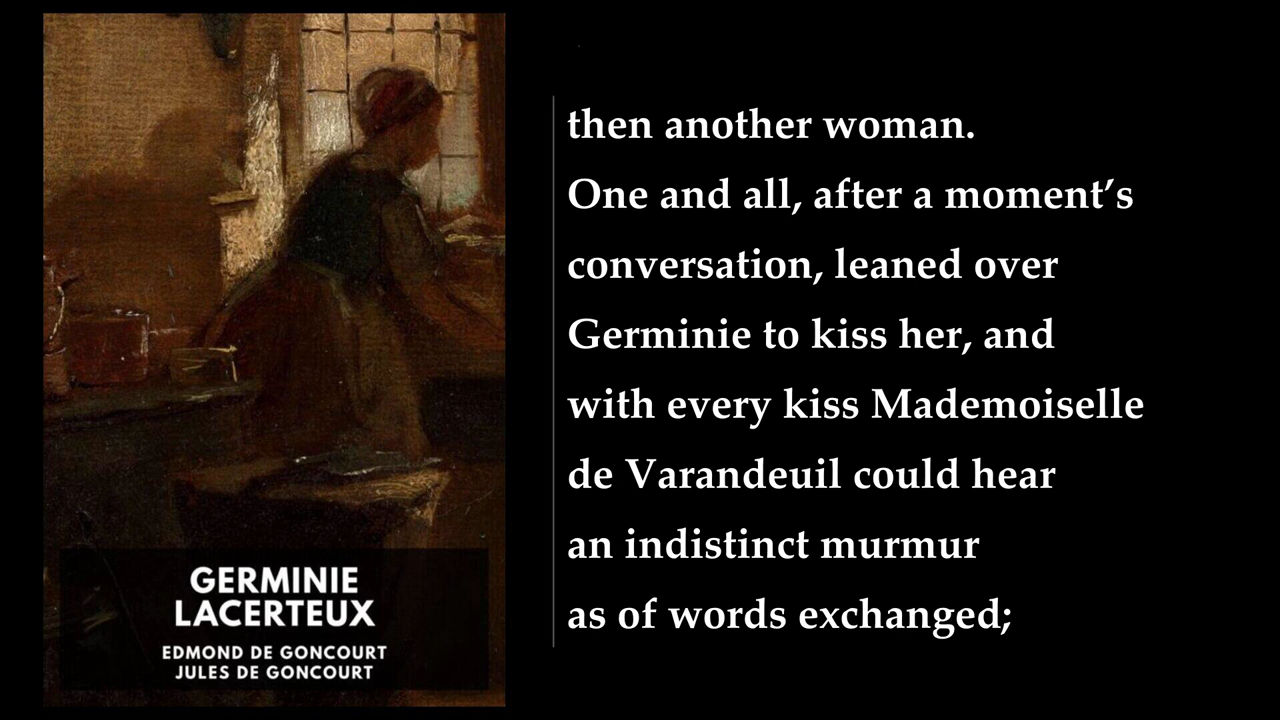 then another woman.
One and all, after a moment’s
conversation, leaned over
Germinie to kiss her, and
with every kiss Mademoiselle
de Varandeuil could hear
an indistinct murmur
as of words exchanged;
GERMINIE
LACERTEUX
EDMOND DE GONCOURT
JULES DE GONCOURT